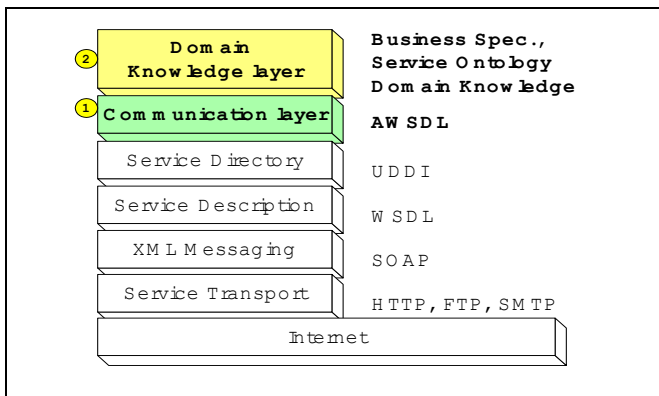 Domain
Knowledge layer
2
Business Spec.,
Service Ontology
Domain Knowledge
1
Communication layer
AWSDL
Service Directory
UDDI
Service Description
WSDL
XML Messaging
SOAP
Service Transport
HTTP, FTP, SMTP
Internet